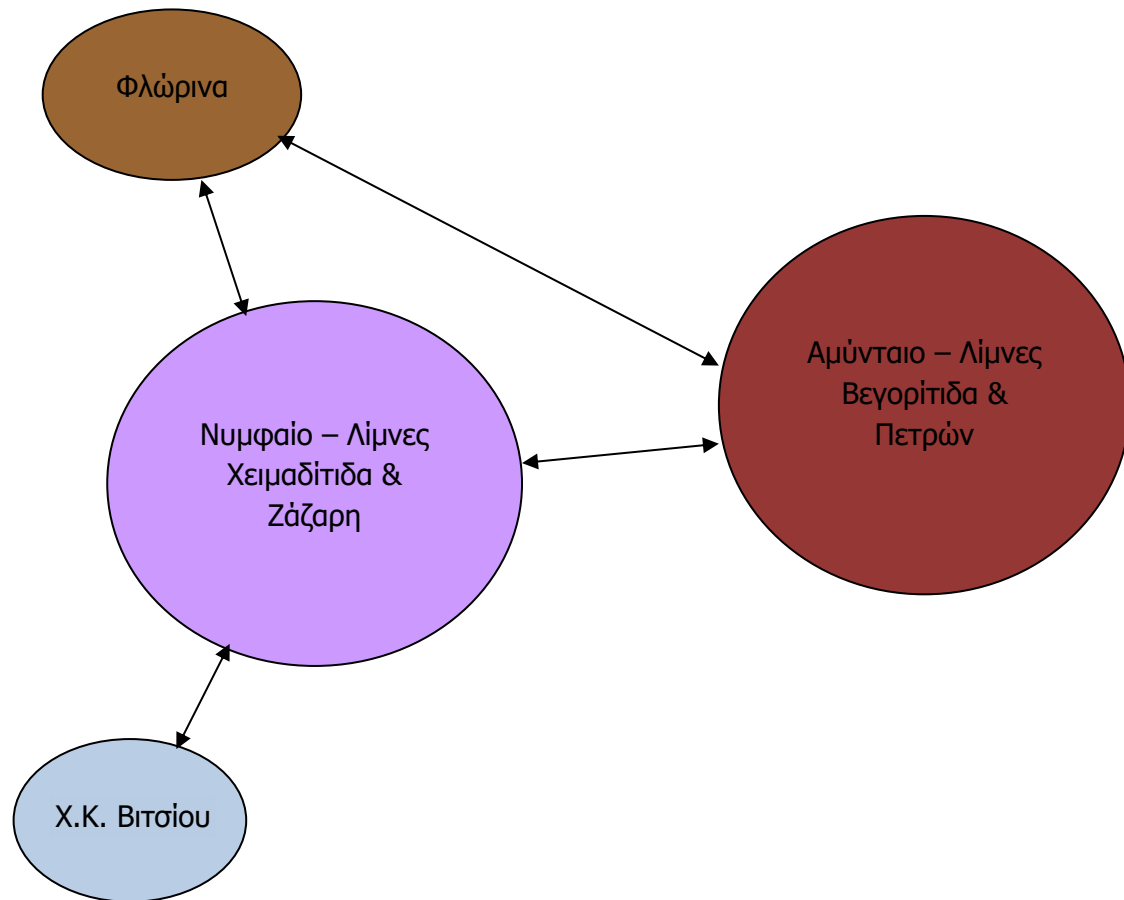 Φλώρινα
Αμύνταιο – Λίμνες
Βεγορίτιδα &
Πετρών
Νυμφαίο – Λίμνες
Χειμαδίτιδα &
Ζάζαρη
Χ.Κ. Βιτσίου